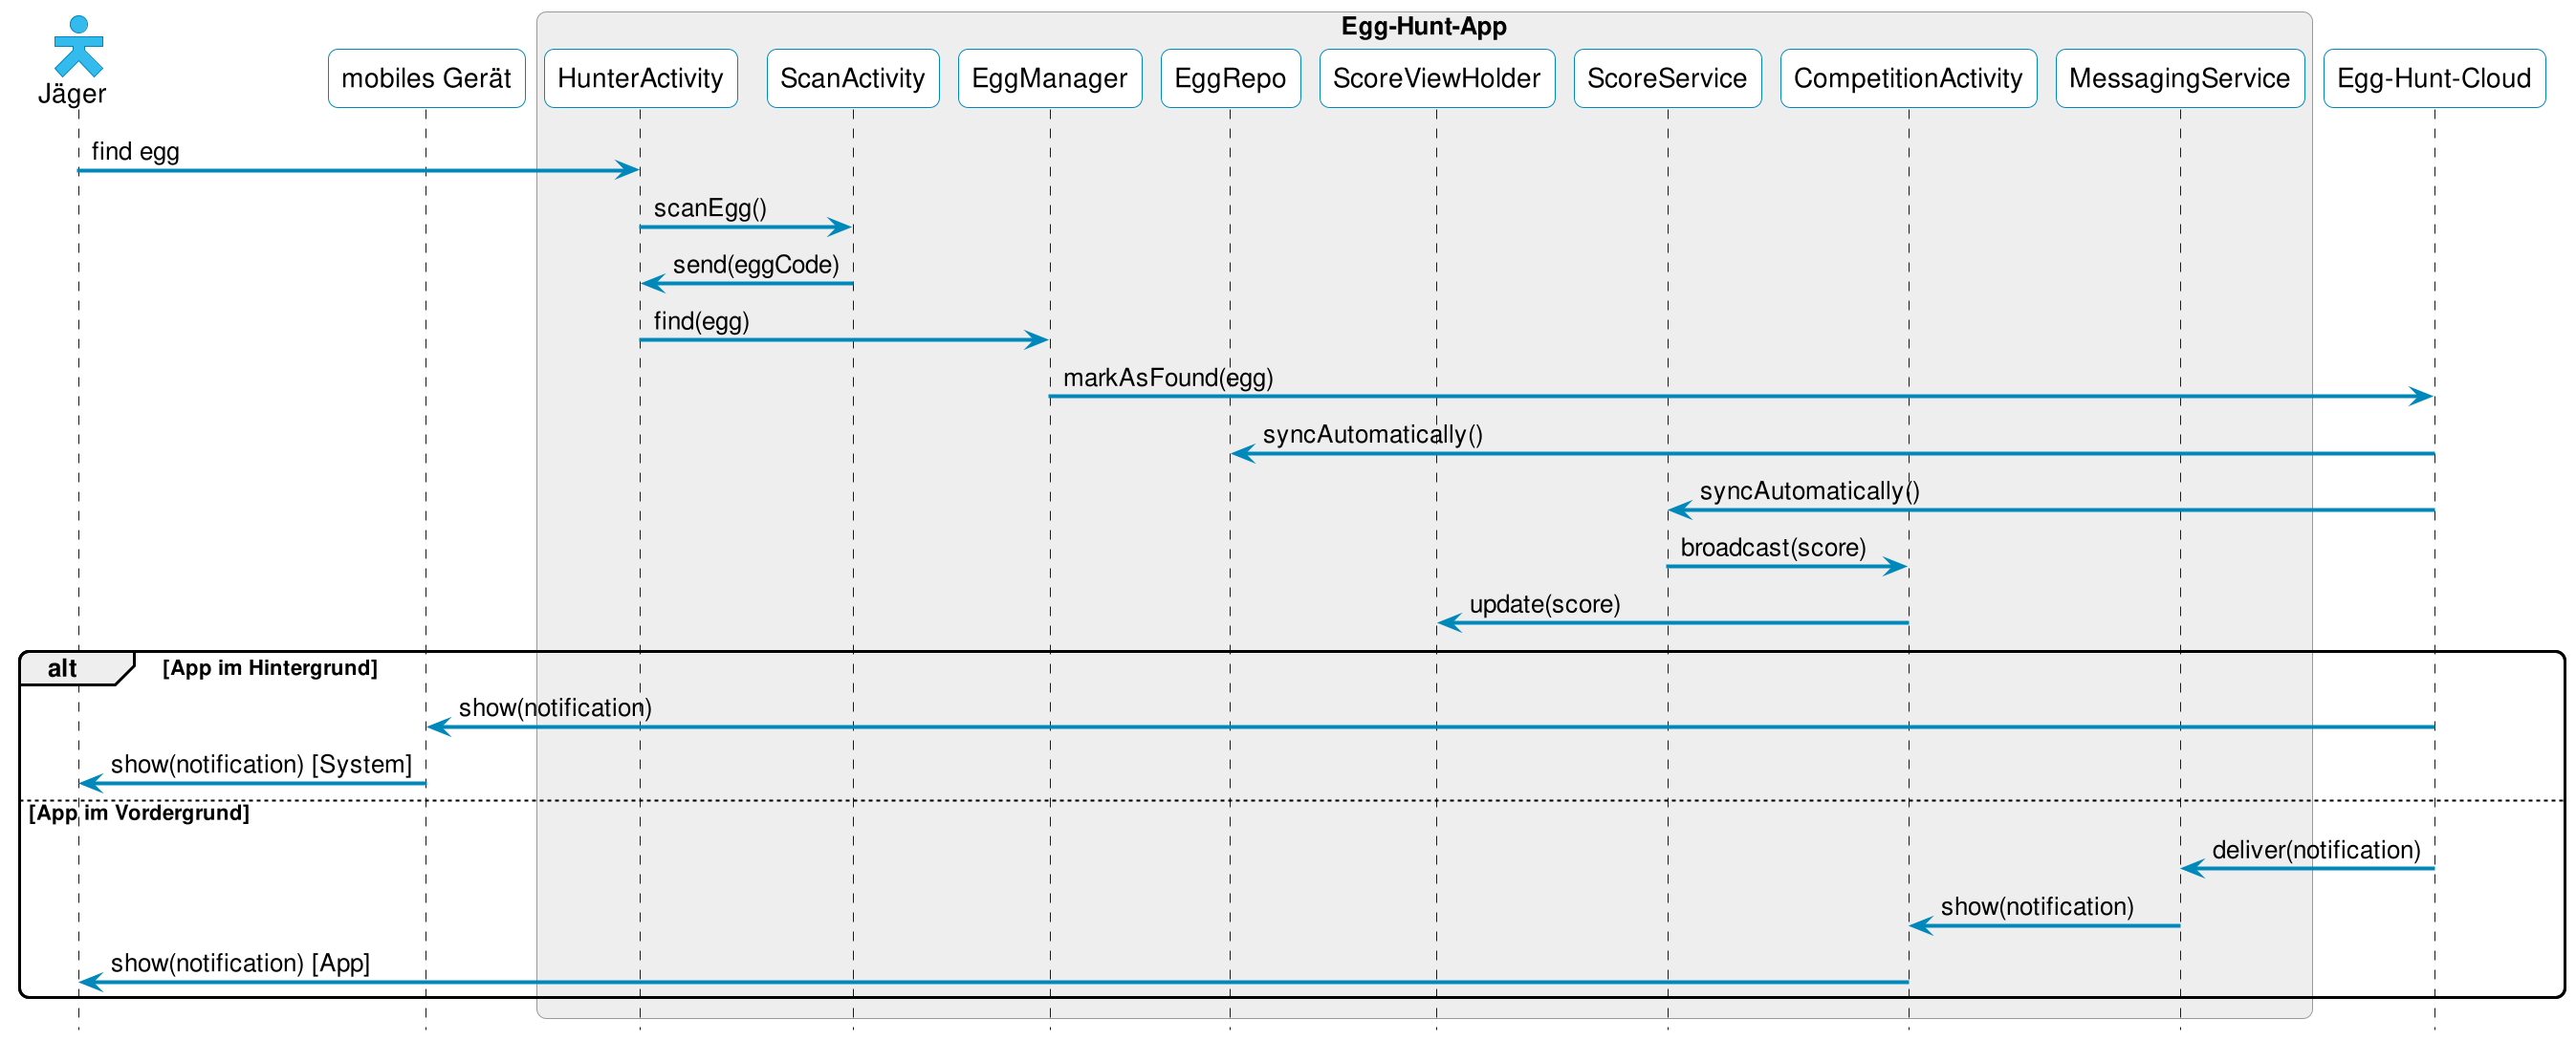 Egg-Hunt-App
Jäger
mobiles Gerät
HunterActivity
ScanActivity
EggManager
EggRepo
ScoreViewHolder
ScoreService
CompetitionActivity
MessagingService
Egg-Hunt-Cloud
find egg
scanEgg()
send(eggCode)
find(egg)
markAsFound(egg)
syncAutomatically()
syncAutomatically()
broadcast(score)
update(score)
alt [App im Hintergrund]
show(notification)
show(notification) [System]
[App im Vordergrund]
deliver(notification)
show(notification)
show(notification) [App]